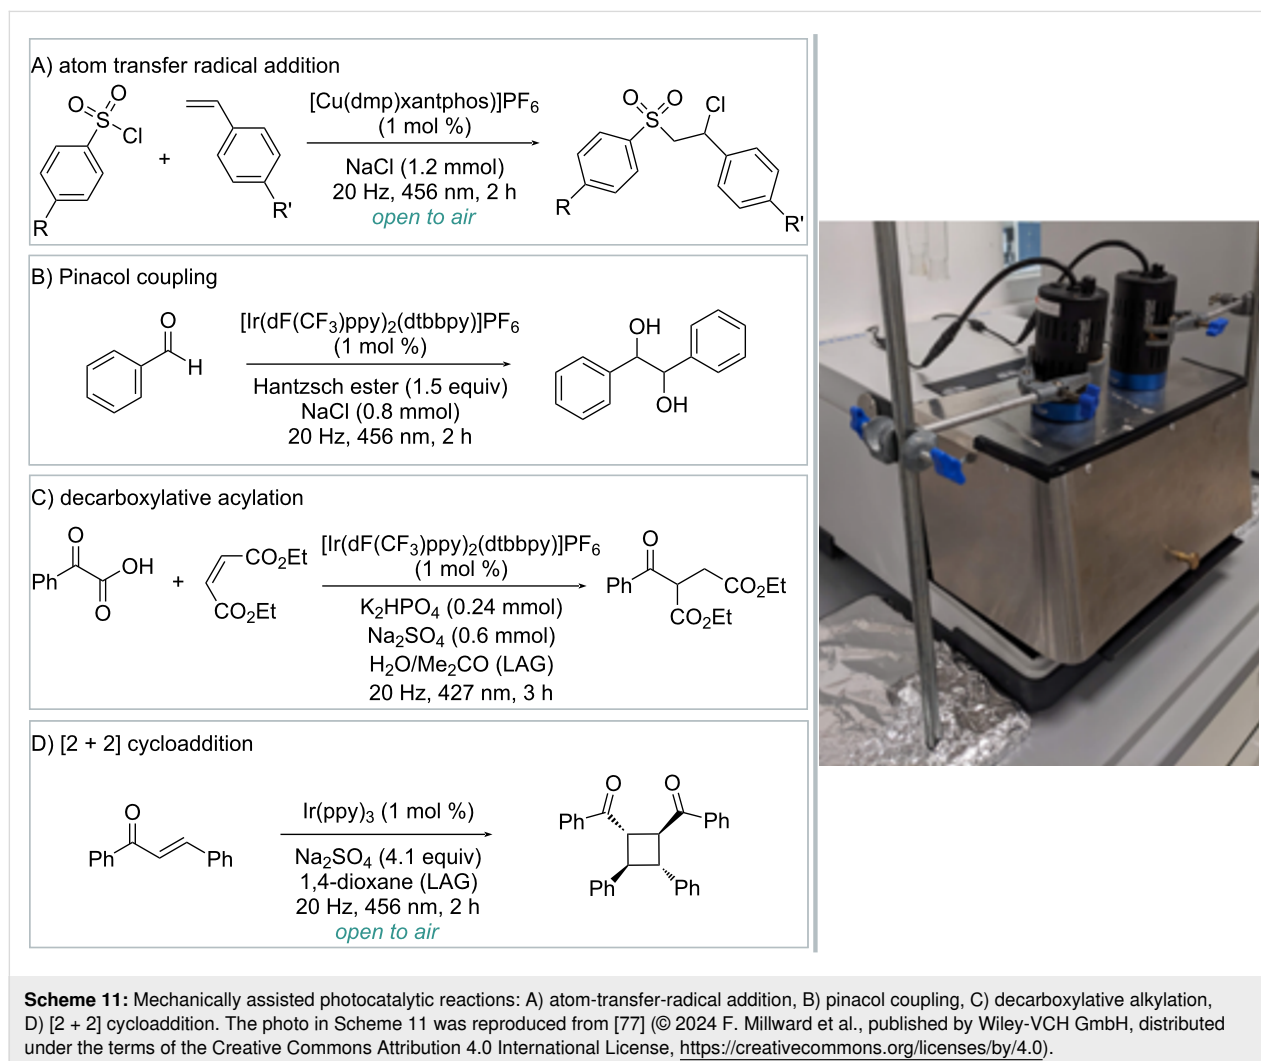 A) atom transfer radical addition
O
O
S
Cl
R
+
R'
[Cu(dmp)xantphos)]PF6
(1 mol %)
NaCl (1.2 mmol)
20 Hz, 456 nm, 2 h
open to air
O
O
S
Cl
R
R'
B) Pinacol coupling
O
H
[Ir(dF(CF3)ppy)2(dtbbpy)]PF6
(1 mol %)
Hantzsch ester (1.5 equiv)
NaCl (0.8 mmol)
20 Hz, 456 nm, 2 h
OH
OH
C) decarboxylative acylation
O
Ph
OH
O
+
CO2Et
CO2Et
[Ir(dF(CF3)ppy)2(dtbbpy)]PF6
(1 mol %)
K2HPO4 (0.24 mmol)
Na2SO4 (0.6 mmol)
H2O/Me2CO (LAG)
20 Hz, 427 nm, 3 h
O
Ph
CO2Et
CO2Et
D) [2 + 2] cycloaddition
O
Ph
Ph
Ir(ppy)3 (1 mol %)
Na2SO4 (4.1 equiv)
1,4-dioxane (LAG)
20 Hz, 456 nm, 2 h
open to air
O
O
Ph
Ph
Ph
Ph
Scheme 11: Mechanically assisted photocatalytic reactions: A) atom-transfer-radical addition, B) pinacol coupling, C) decarboxylative alkylation,
D) [2 + 2] cycloaddition. The photo in Scheme 11 was reproduced from [77] (© 2024 F. Millward et al., published by Wiley-VCH GmbH, distributed
under the terms of the Creative Commons Attribution 4.0 International License, https://creativecommons.org/licenses/by/4.0).